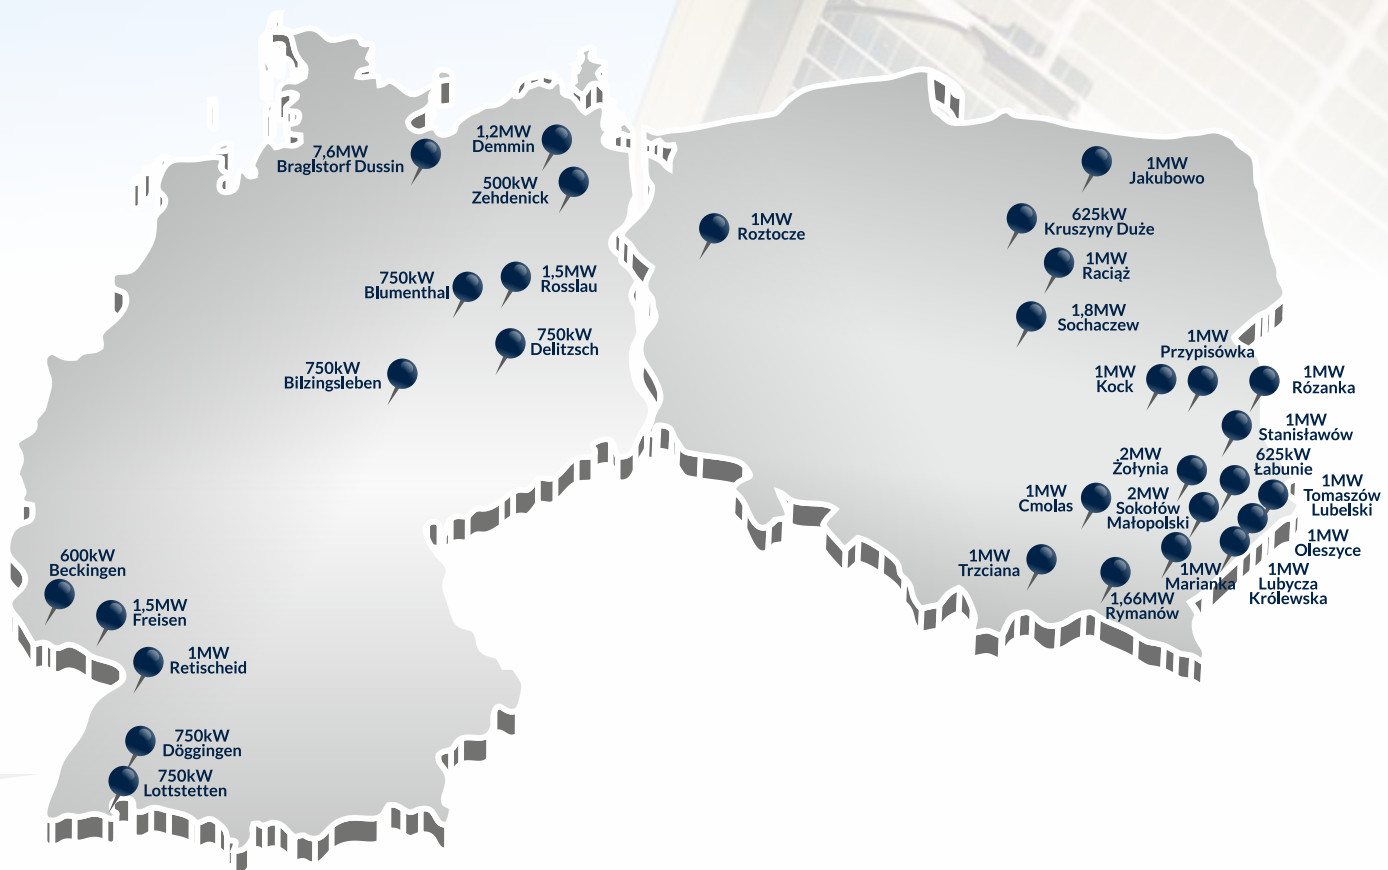 7,6MW
Braglstorf Dussin
1,2MW
Demmin
500kW
Zehdenick
750kW
Blumenthal
1,5MW
Rosslau
750kW
Delitzsch
750kW
Bilzingsleben
600kW
Beckingen
1,5MW
Freisen
1MW
Retischeid
750kW
Döggingen
750kW
Lottstetten
1MW
Jakubowo
1MW
Roztocze
625kW
Kruszyny Duże
1MW
Raciąż
1,8MW
Sochaczew
1MW
Przypisówka
1MW
Kock
1MW
Rózanka
1MW
Stanisławów
2MW
Żołynia
625kW
Łabunie
1MW
Cmolas
2MW
Sokołów
Małopolski
1MW
Tomaszów
Lubelski
1MW
Oleszyce
1MW
Trzciana
1MW
Marianka
1MW
Lubycza
Królewska
1,66MW
Rymanów